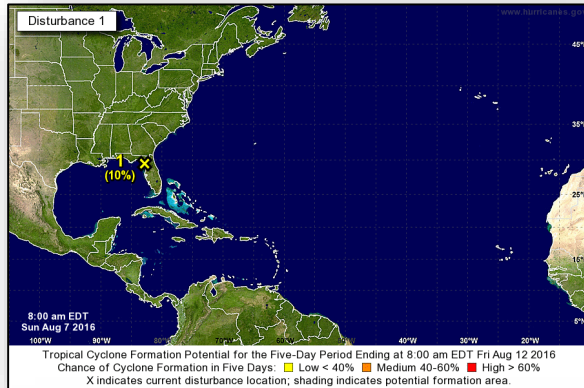 Disturbance 1
www.hurricanes.gov
45°
35°
1
(10%)
25°
15°
5°N
8:00 am EDT
Sun Aug 7 2016
100°W 90°W 80°W 70°W 60°W 50°W 40°W 30°W 20°W 10°W
Tropical Cyclone Formation Potential for the Five-Day Period Ending at 8:00 am EDT Fri Aug 12 2016
Chance of Cyclone Formation in Five Days: Low < 40% Medium 40-60% High > 60%
X indicates current disturbance location; shading indicates potential formation area.